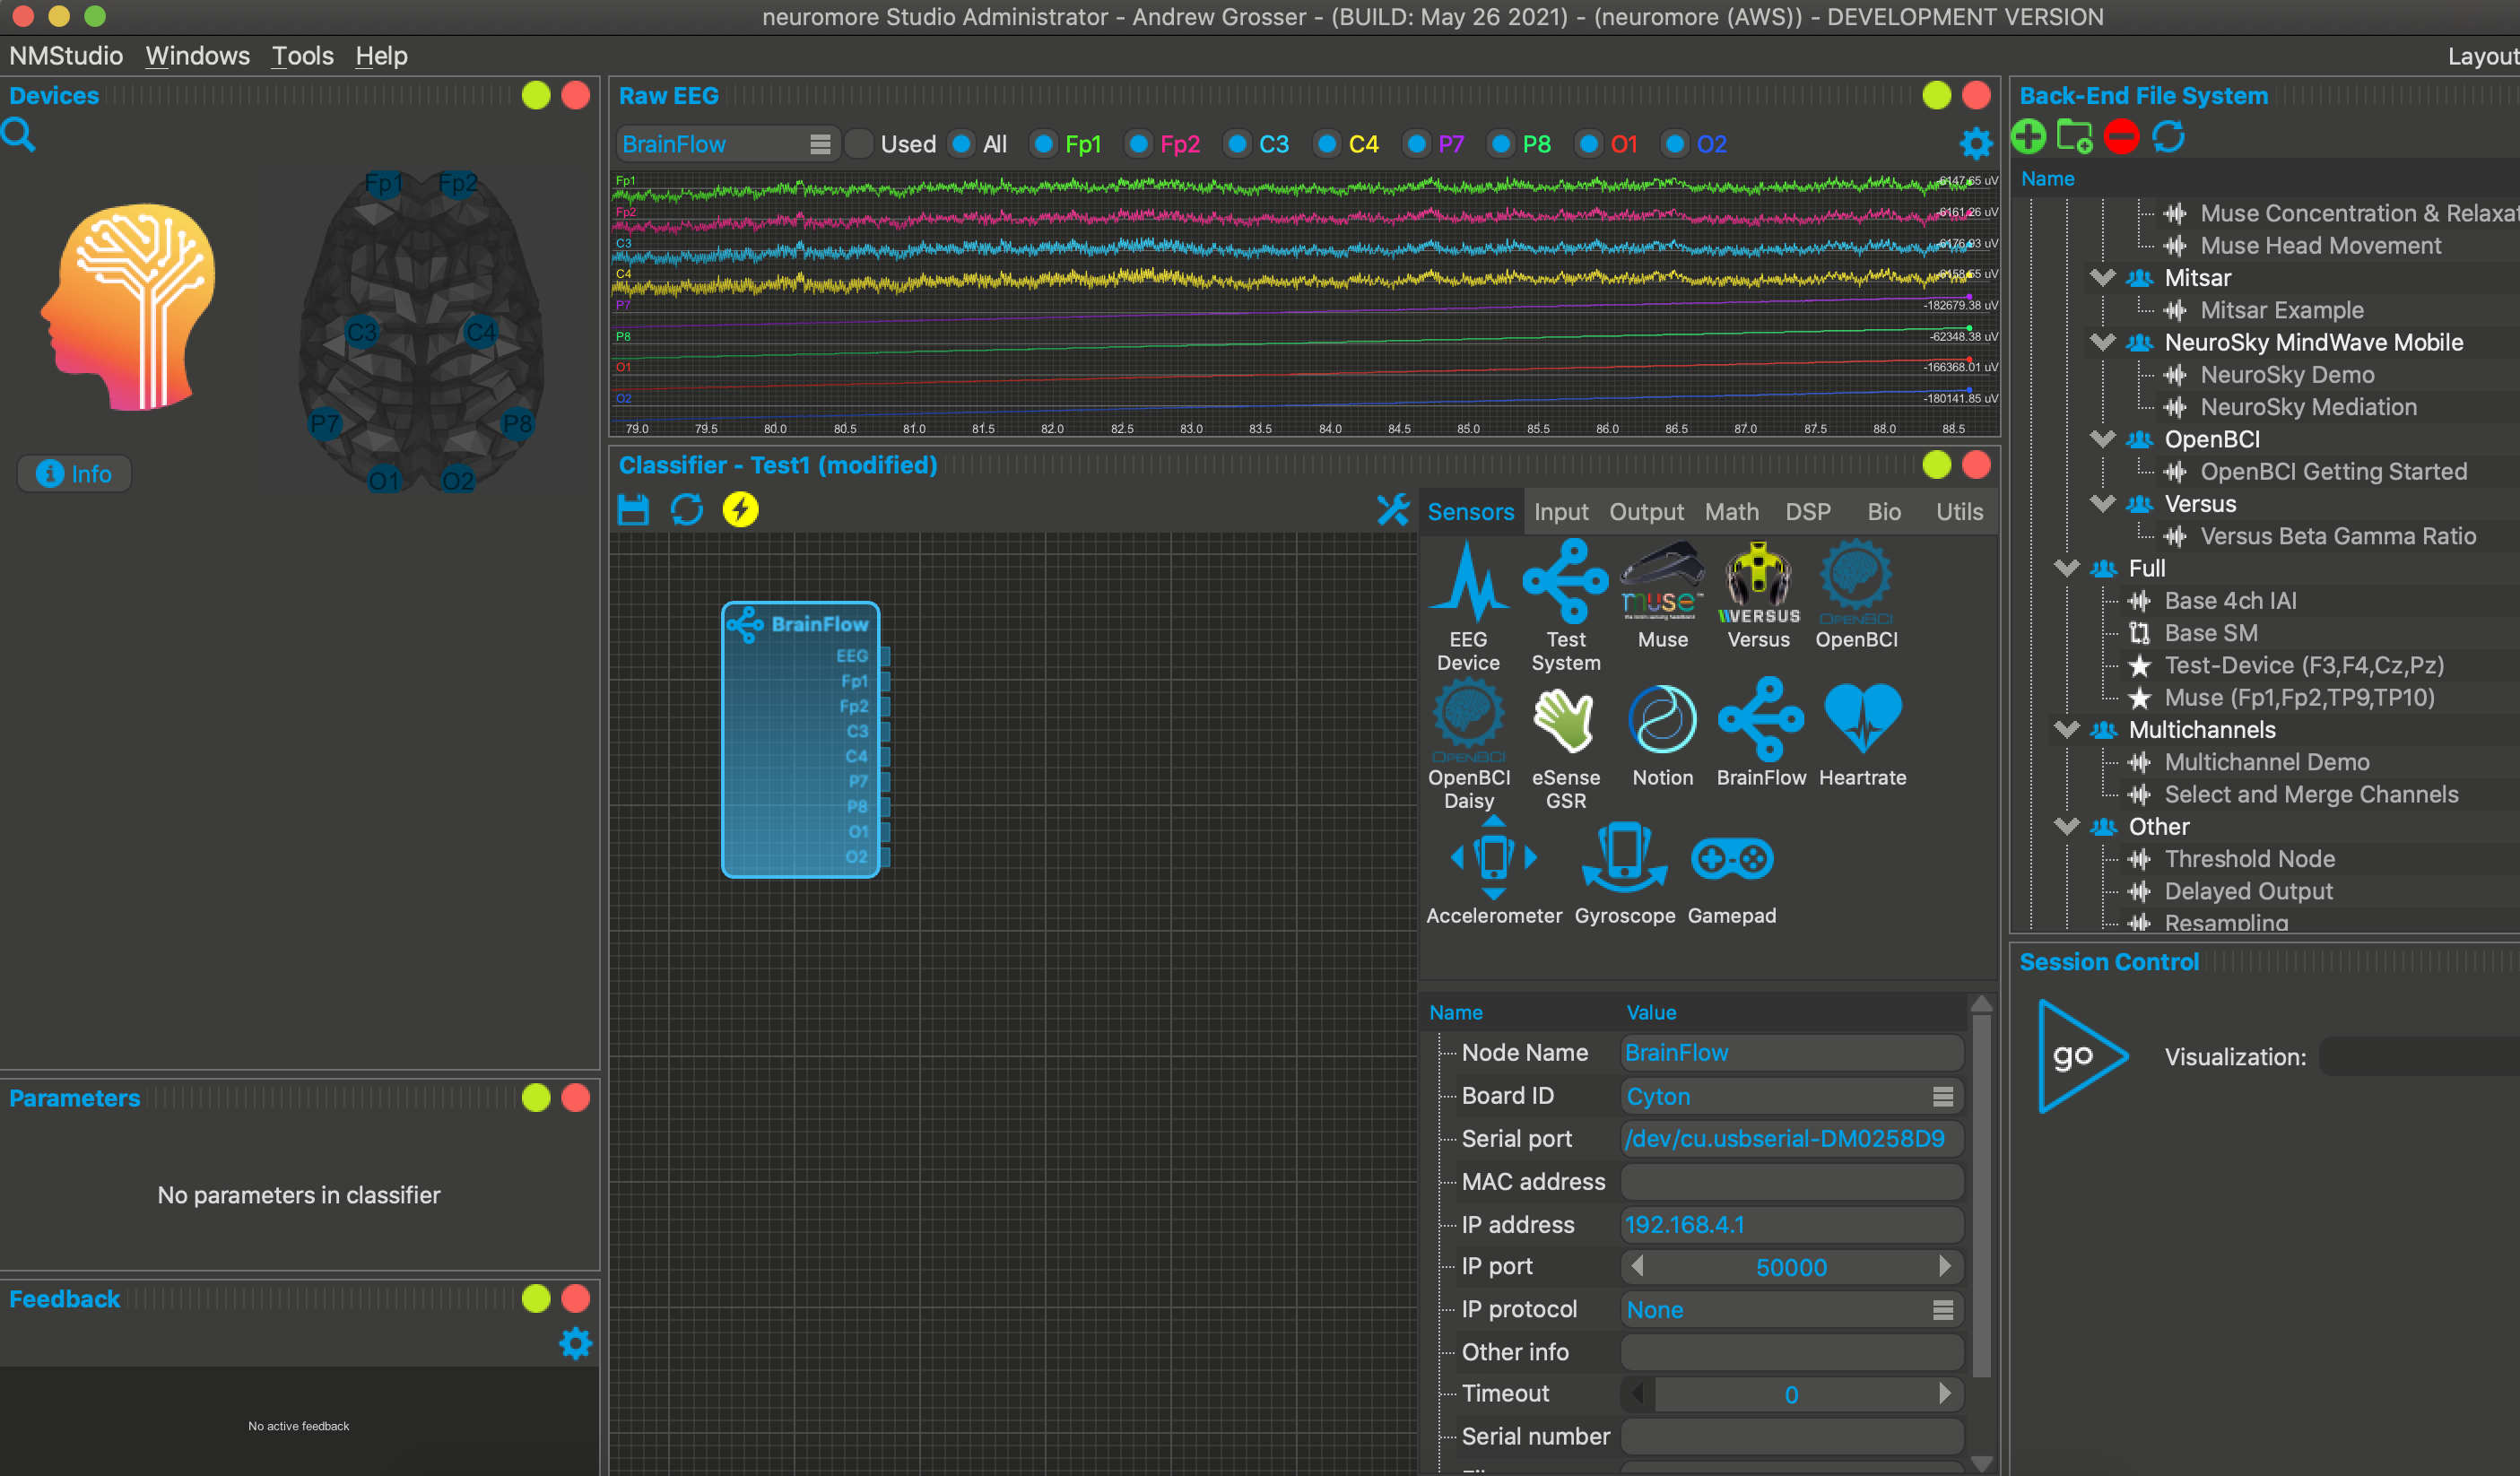 neuromore Studio Administrator - Andrew Grosser - (BUILD: May 26 2021) - (neuromore (AWS)) - DEVELOPMENT VERSION
NMStudio Windows Tools Help
Layout
Devices
Fp1 Fp2
C3 C4
P7 P8
O1 O2
Info
Parameters
No parameters in classifier
Feedback
No active feedback
Raw EEG
BrainFlow Used All Fp1 Fp2 C3 C4 P7 P8 O1 O2
Fp1 -6147.65 uV
Fp2 -6161.26 uV
C3 -6176.93 uV
C4 -6158.65 uV
P7 -182679.38 uV
P8 -62348.38 uV
O1 -166368.01 uV
O2 -180141.85 uV
79.0 79.5 80.0 80.5 81.0 81.5 82.0 82.5 83.0 83.5 84.0 84.5 85.0 85.5 86.0 86.5 87.0 87.5 88.0 88.5
Classifier - Test1 (modified)
BrainFlow
EEG
Fp1
Fp2
C3
C4
P7
P8
O1
O2
Sensors Input Output Math DSP Bio Utils
muse VERSUS OPENBCI
EEG Device
Test System
Muse
Versus
OpenBCI
OPENBCI
OpenBCI Daisy
eSense GSR
Notion
BrainFlow
Heartrate
Accelerometer
Gyroscope
Gamepad
Name Value
Node Name BrainFlow
Board ID Cyton
Serial port /dev/cu.usbserial-DM0258D9
MAC address
IP address 192.168.4.1
IP port 50000
IP protocol None
Other info
Timeout 0
Serial number
Back-End File System
Name
Muse Concentration & Relaxat
Muse Head Movement
Mitsar
Mitsar Example
NeuroSky MindWave Mobile
NeuroSky Demo
NeuroSky Mediation
OpenBCI
OpenBCI Getting Started
Versus
Versus Beta Gamma Ratio
Full
Base 4ch IAI
Base SM
Test-Device (F3,F4,Cz,Pz)
Muse (Fp1,Fp2,TP9,TP10)
Multichannels
Multichannel Demo
Select and Merge Channels
Other
Threshold Node
Delayed Output
Resampling
Session Control
go
Visualization: